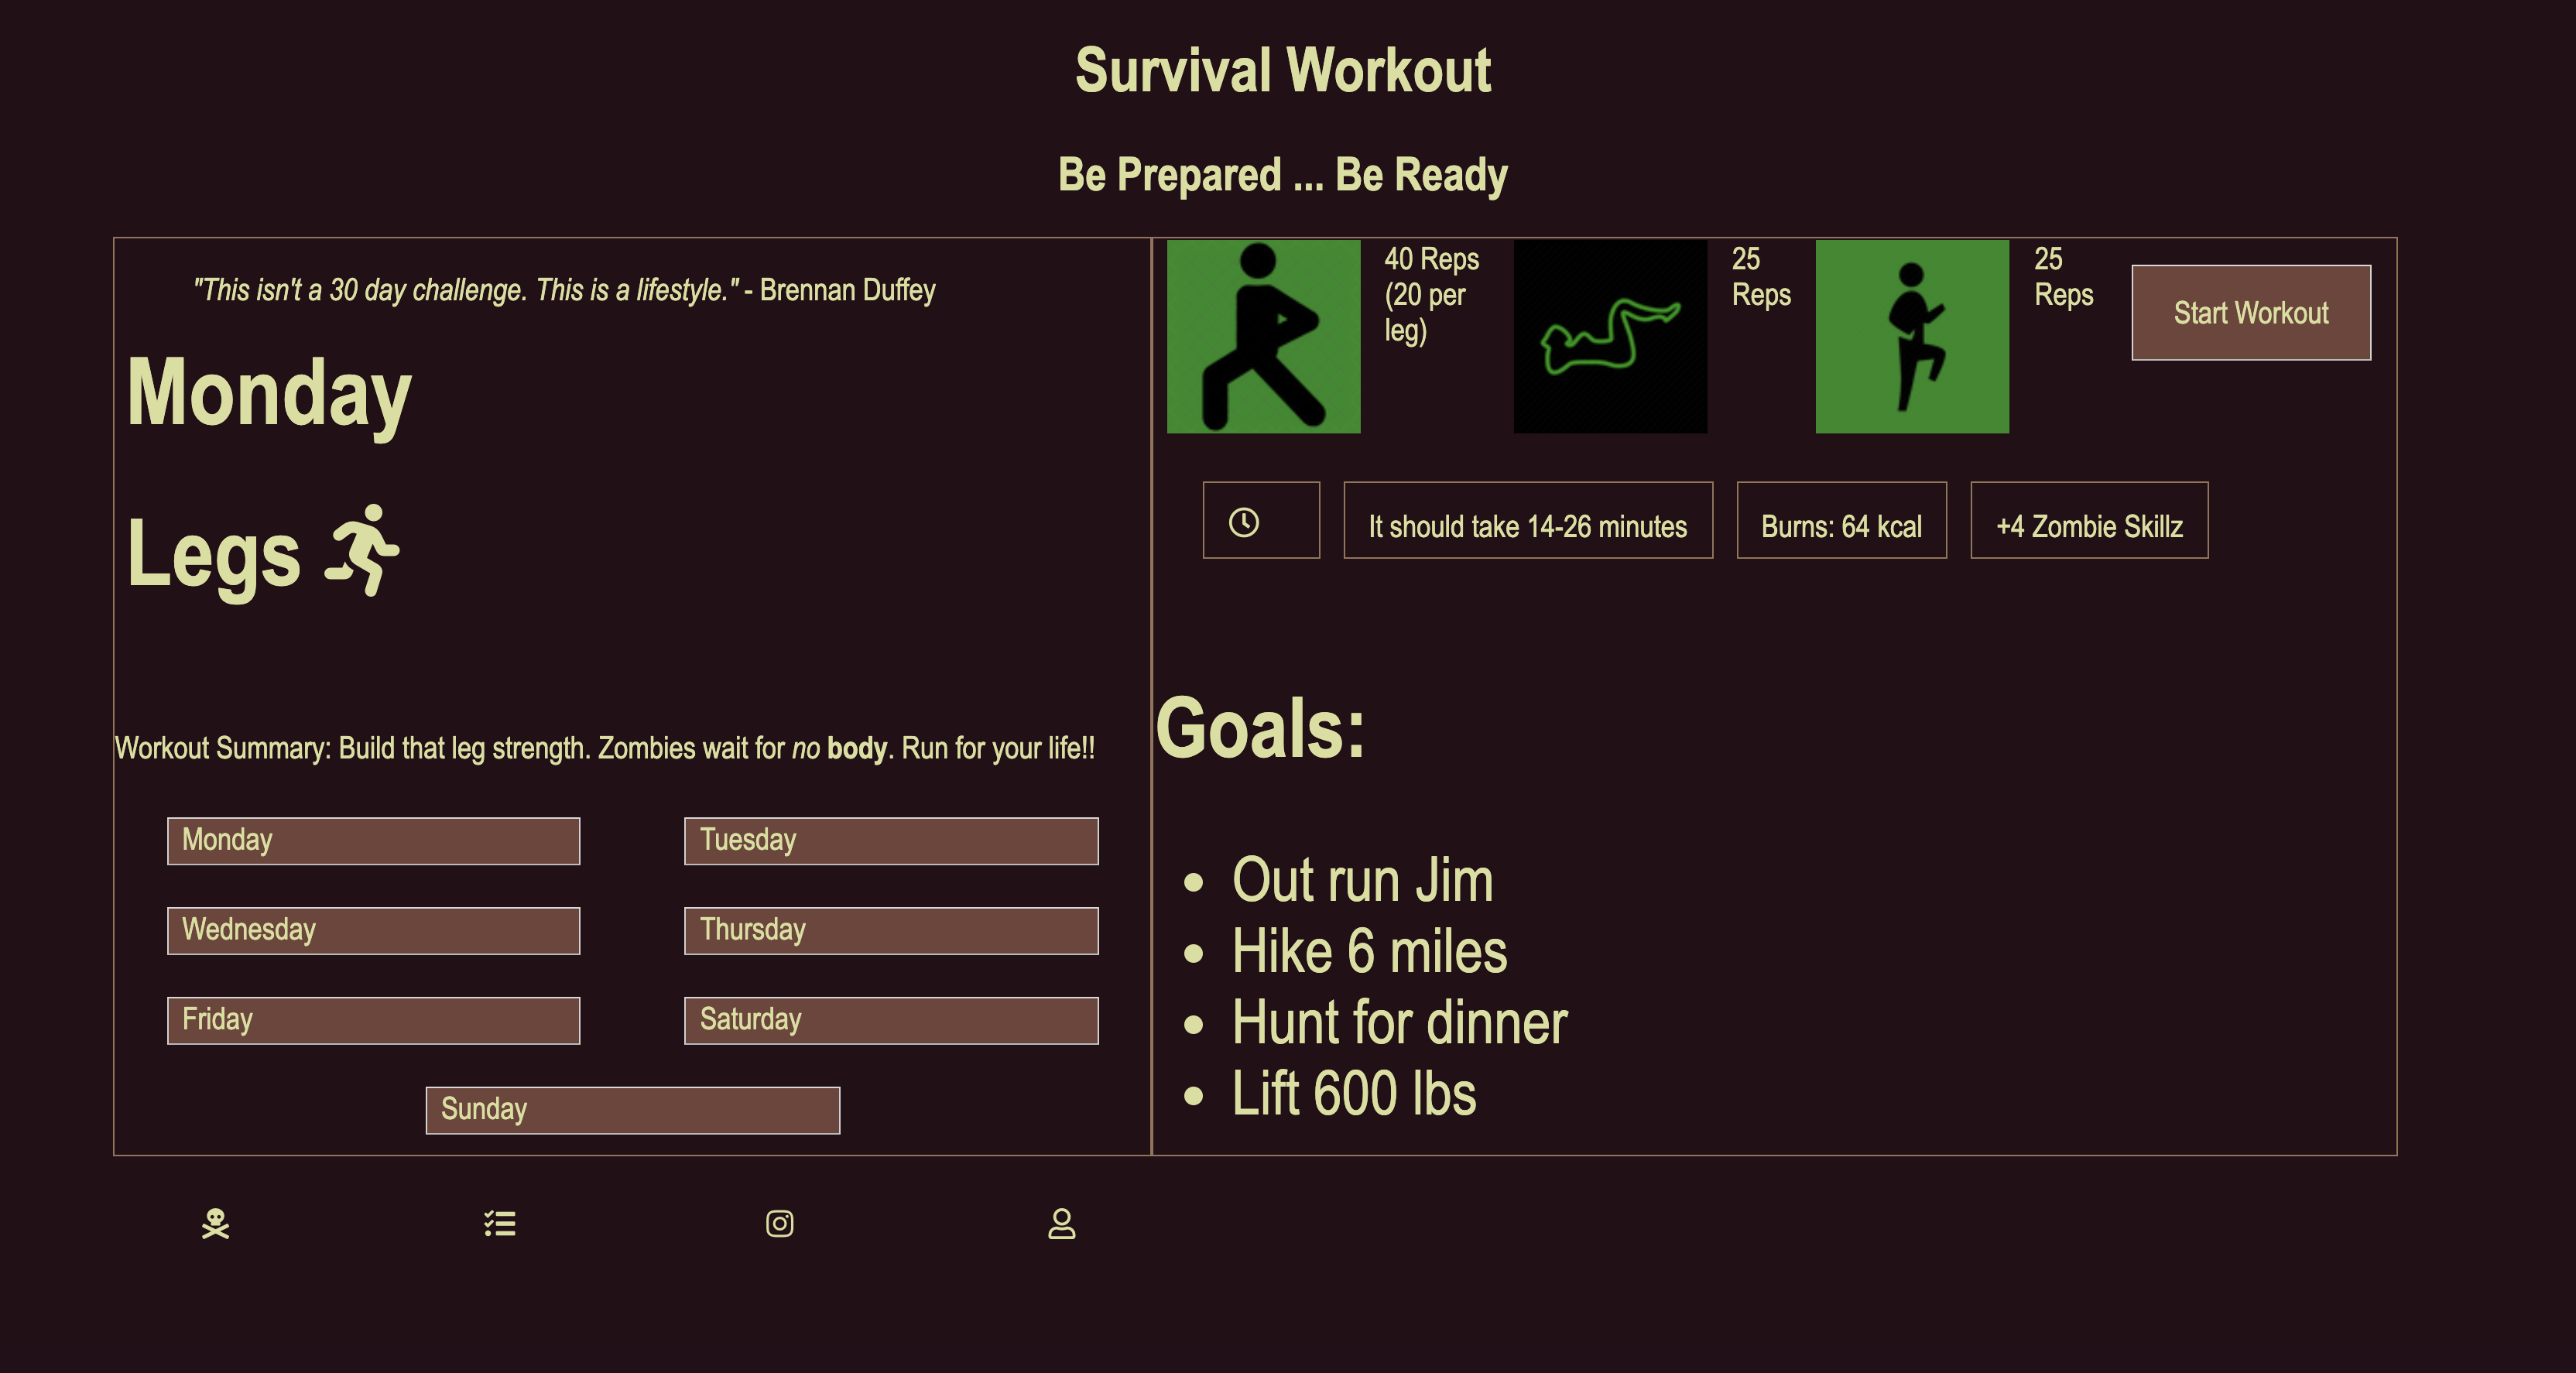 Survival Workout
Be Prepared ... Be Ready
"This isn't a 30 day challenge. This is a lifestyle." - Brennan Duffey
Monday
Legs
Workout Summary: Build that leg strength. Zombies wait for no body. Run for your life!!
Monday
Tuesday
Wednesday
Thursday
Friday
Saturday
Sunday
40 Reps
(20 per
leg)
25
Reps
25
Reps
Start Workout
It should take 14-26 minutes
Burns: 64 kcal
+4 Zombie Skillz
Goals:
Out run Jim
Hike 6 miles
Hunt for dinner
Lift 600 lbs